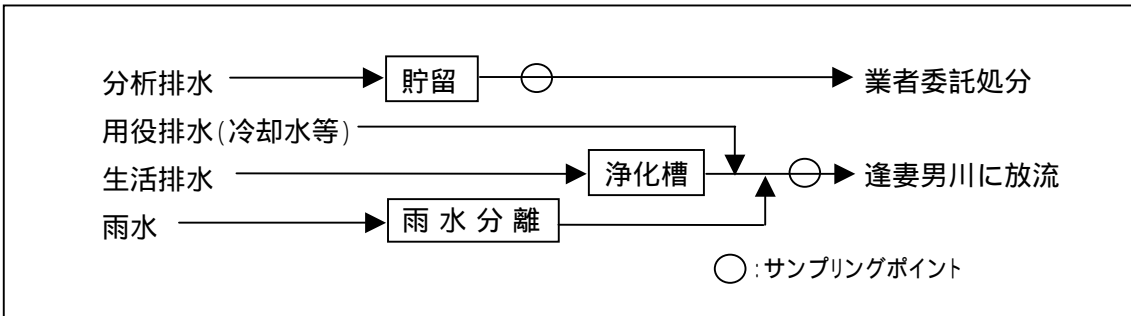 分析排水 貯留 業者委託処分
用役排水(冷却水等)
生活排水 浄化槽 逢妻男川に放流
雨水 雨水分離
○:サンプリングポイント